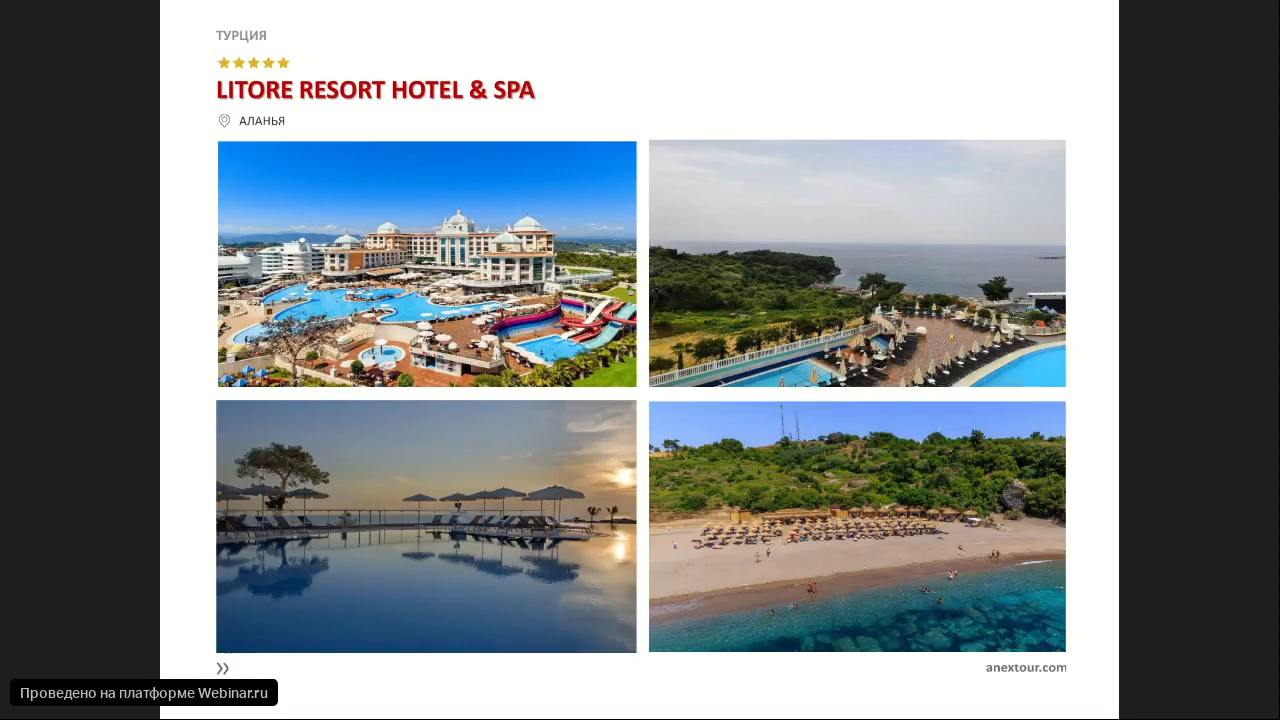 ТУРЦИЯ
LITORE RESORT HOTEL & SPA
АЛАНЬЯ
anextour.com
Проведено на платформе Webinar.ru